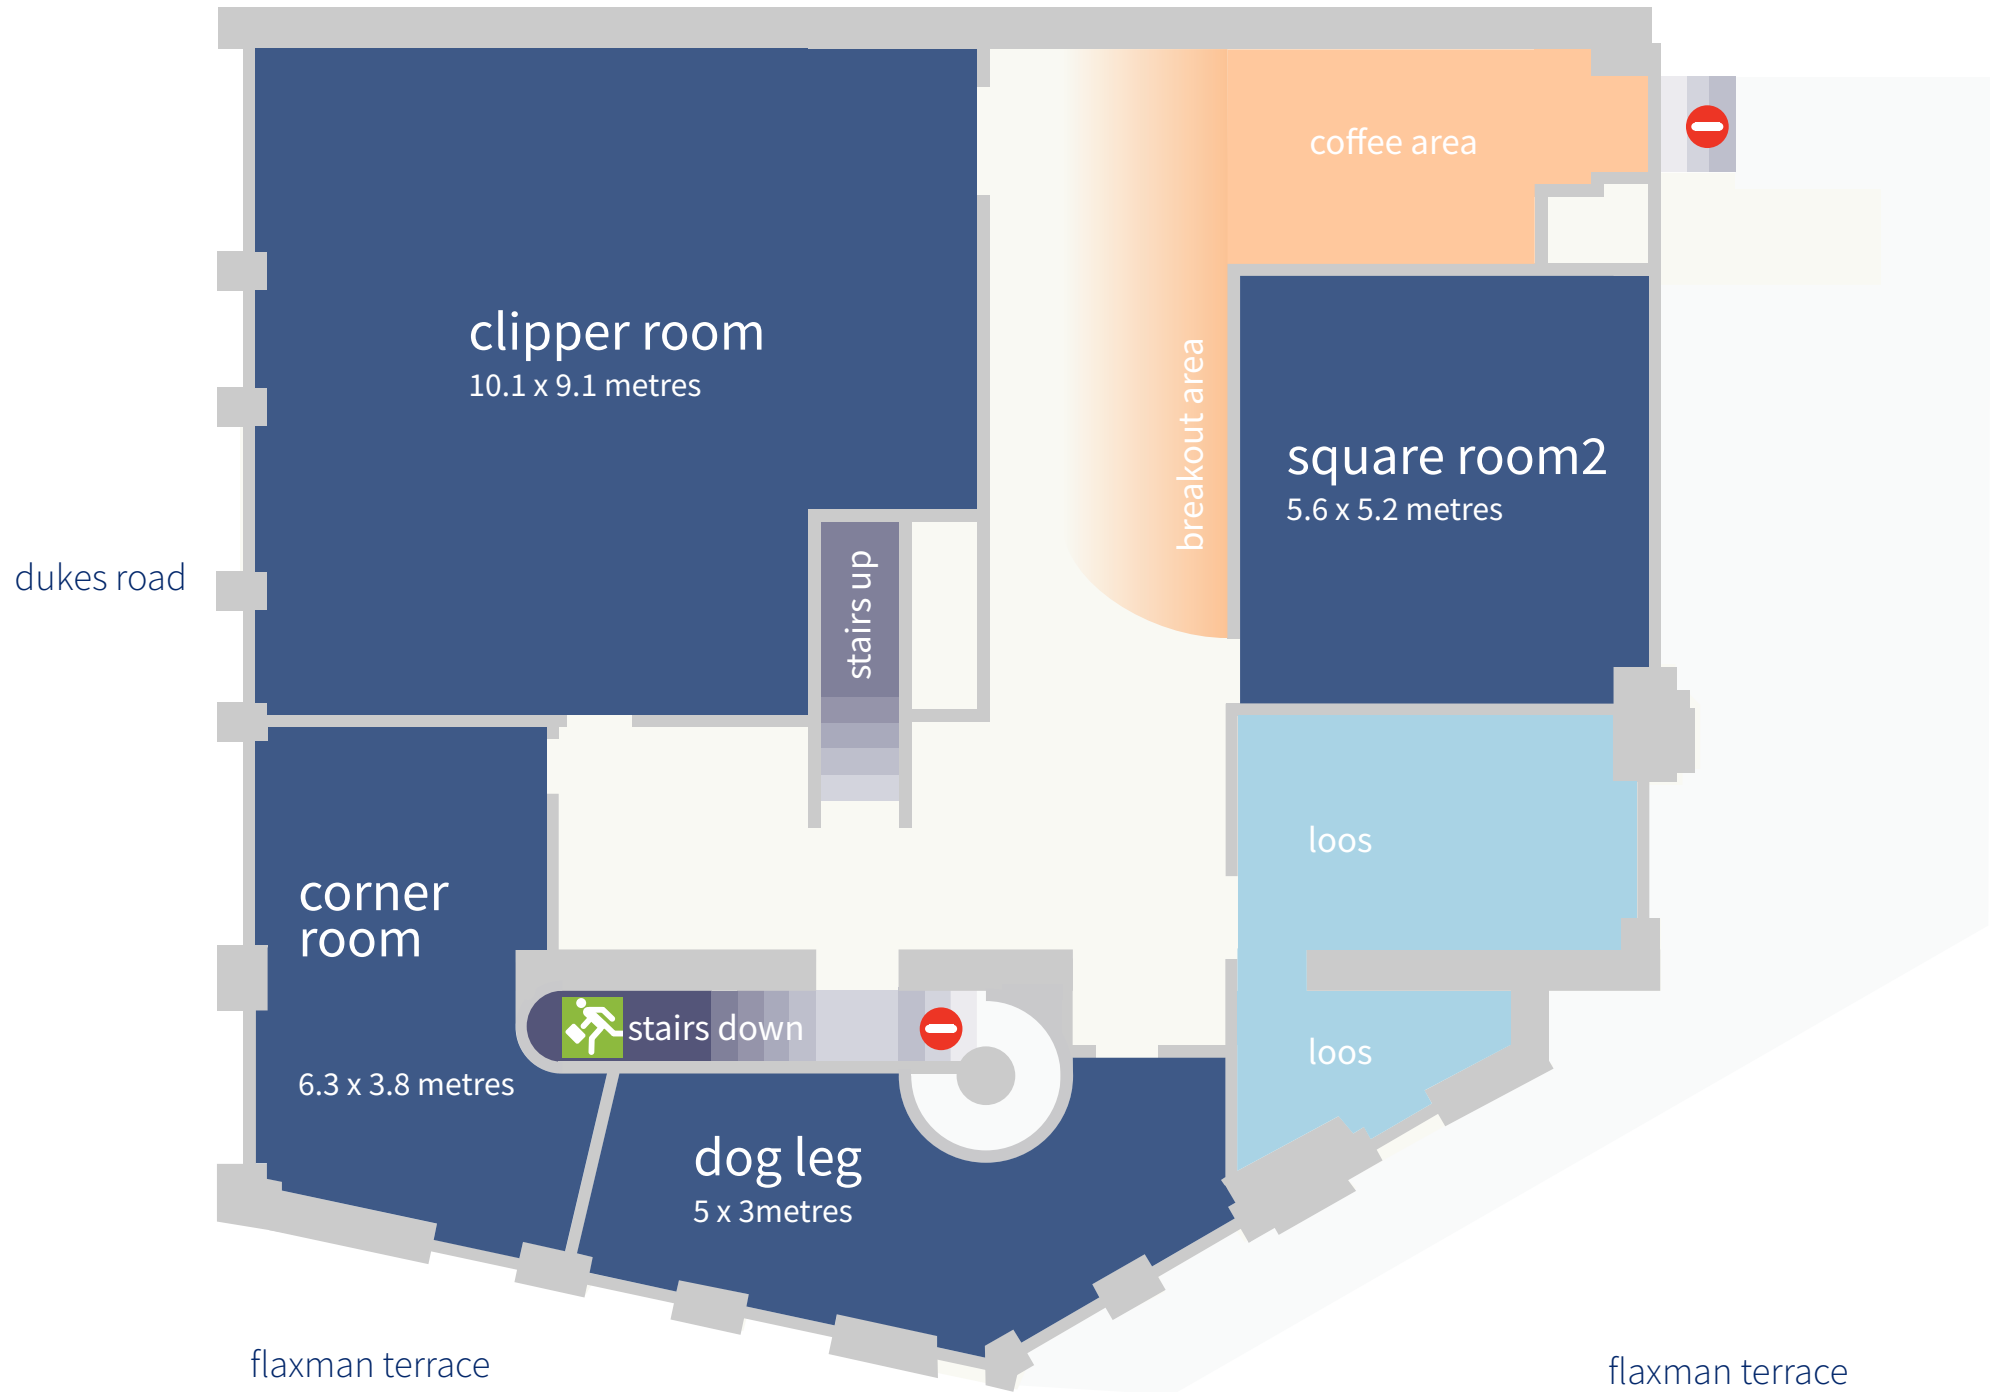 coffee area
clipper room
10.1 x 9.1 metres
breakout area
square room2
5.6 x 5.2 metres
dukes road
stairs up
loos
corner
room
6.3 x 3.8 metres
stairs down
loos
dog leg
5 x 3metres
flaxman terrace
flaxman terrace